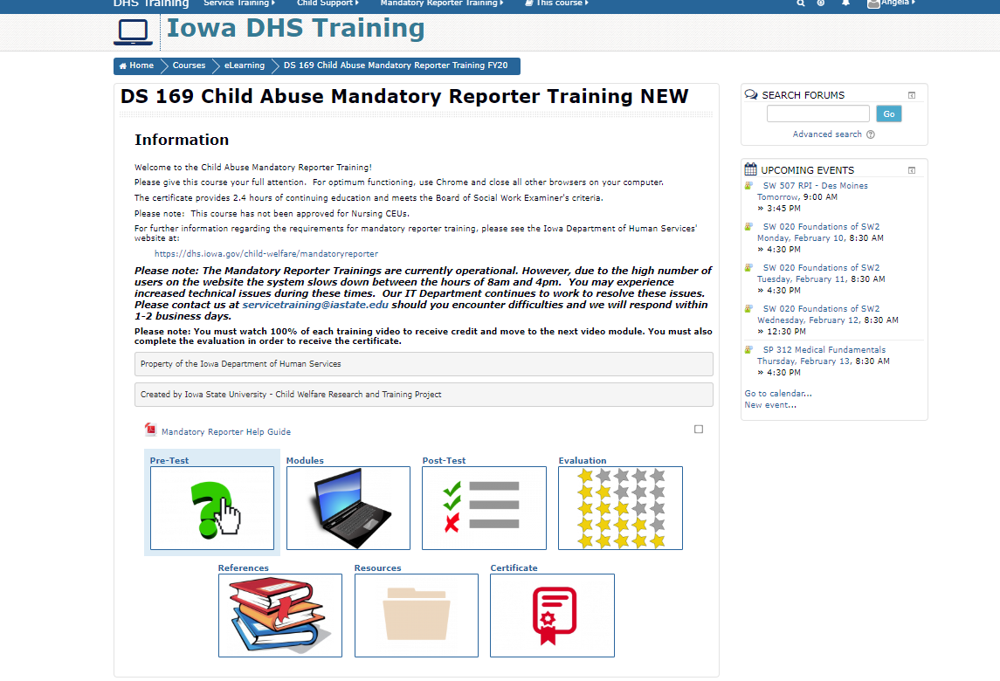 DHS Training
Service Training
Child Support
Mandatory Reporter Training
This course
Angela
Iowa DHS Training
Home
Courses
eLearning
DS 169 Child Abuse Mandatory Reporter Training FY20
DS 169 Child Abuse Mandatory Reporter Training NEW
Information
Welcome to the Child Abuse Mandatory Reporter Training!
Please give this course your full attention.  For optimum functioning, use Chrome and close all other browsers on your computer.
The certificate provides 2.4 hours of continuing education and meets the Board of Social Work Examiner's criteria.
Please note:  This course has not been approved for Nursing CEUs.
For further information regarding the requirements for mandatory reporter training, please see the Iowa Department of Human Services'
website at:
https://dhs.iowa.gov/child-welfare/mandatoryreporter
Please note: The Mandatory Reporter Trainings are currently operational. However, due to the high number of
users on the website the system slows down between the hours of 8am and 4pm.  You may experience
increased technical issues during these times.  Our IT Department continues to work to resolve these issues.
Please contact us at servicetraining@iastate.edu should you encounter difficulties and we will respond within
1-2 business days.
Please note: You must watch 100% of each training video to receive credit and move to the next video module. You must also
complete the evaluation in order to receive the certificate.
Property of the Iowa Department of Human Services
Created by Iowa State University - Child Welfare Research and Training Project
Mandatory Reporter Help Guide
Pre-Test
Modules
Post-Test
Evaluation
References
Resources
Certificate
SEARCH FORUMS
Go
Advanced search
UPCOMING EVENTS
SW 507 RPI - Des Moines
Tomorrow, 9:00 AM
» 3:45 PM
SW 020 Foundations of SW2
Monday, February 10, 8:30 AM
» 4:30 PM
SW 020 Foundations of SW2
Tuesday, February 11, 8:30 AM
» 4:30 PM
SW 020 Foundations of SW2
Wednesday, February 12, 8:30 AM
» 12:30 PM
SP 312 Medical Fundamentals
Thursday, February 13, 8:30 AM
» 4:30 PM
Go to calendar...
New event...